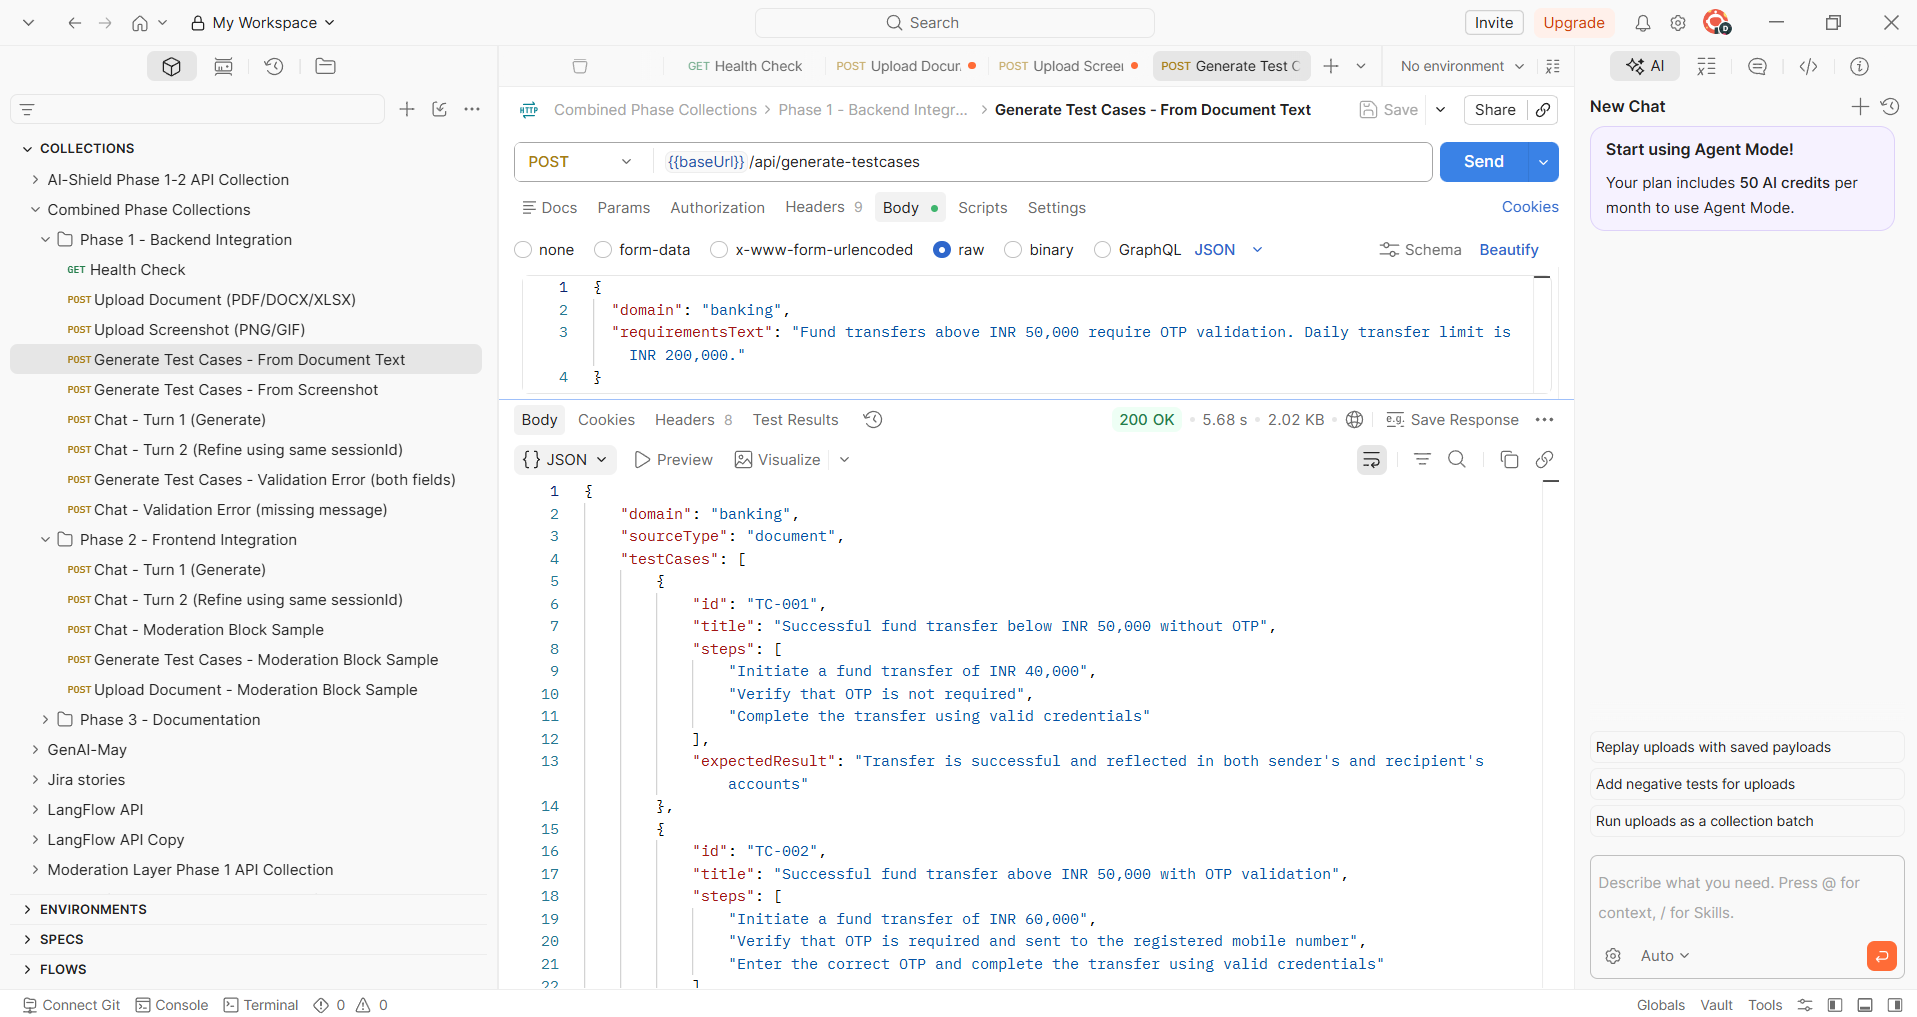 My Workspace
Search
Invite
Upgrade
GET Health Check
POST Upload Docur
POST Upload Screer
POST Generate Test C
No environment
AI
Combined Phase Collections > Phase 1 - Backend Integr... > Generate Test Cases - From Document Text
HTTP
Save
Share
New Chat
COLLECTIONS
AI-Shield Phase 1-2 API Collection
Combined Phase Collections
Phase 1 - Backend Integration
GET Health Check
POST Upload Document (PDF/DOCX/XLSX)
POST Upload Screenshot (PNG/GIF)
POST Generate Test Cases - From Document Text
POST Generate Test Cases - From Screenshot
POST Chat - Turn 1 (Generate)
POST Chat - Turn 2 (Refine using same sessionId)
POST Generate Test Cases - Validation Error (both fields)
POST Chat - Validation Error (missing message)
Phase 2 - Frontend Integration
POST Chat - Turn 1 (Generate)
POST Chat - Turn 2 (Refine using same sessionId)
POST Chat - Moderation Block Sample
POST Generate Test Cases - Moderation Block Sample
POST Upload Document - Moderation Block Sample
Phase 3 - Documentation
GenAI-May
Jira stories
LangFlow API
LangFlow API Copy
Moderation Layer Phase 1 API Collection
ENVIRONMENTS
SPECS
FLOWS
POST
{{baseUrl}} /api/generate-testcases
Send
Docs Params Authorization Headers 9 Body Scripts Settings
Cookies
none form-data x-www-form-urlencoded raw binary GraphQL JSON
Schema Beautify
1 {
2 "domain": "banking",
3 "requirementsText": "Fund transfers above INR 50,000 require OTP validation. Daily transfer limit is
INR 200,000."
4 }
Body Cookies Headers 8 Test Results
200 OK • 5.68 s • 2.02 KB
e.g. Save Response
{} JSON Preview Visualize
1 {
2 "domain": "banking",
3 "sourceType": "document",
4 "testCases": [
5 {
6 "id": "TC-001",
7 "title": "Successful fund transfer below INR 50,000 without OTP",
8 "steps": [
9 "Initiate a fund transfer of INR 40,000",
10 "Verify that OTP is not required",
11 "Complete the transfer using valid credentials"
12 ],
13 "expectedResult": "Transfer is successful and reflected in both sender's and recipient's
accounts"
14 },
15 {
16 "id": "TC-002",
17 "title": "Successful fund transfer above INR 50,000 with OTP validation",
18 "steps": [
19 "Initiate a fund transfer of INR 60,000",
20 "Verify that OTP is required and sent to the registered mobile number",
21 "Enter the correct OTP and complete the transfer using valid credentials"
22 ]
Start using Agent Mode!
Your plan includes 50 AI credits per
month to use Agent Mode.
Replay uploads with saved payloads
Add negative tests for uploads
Run uploads as a collection batch
Describe what you need. Press @ for
context, / for Skills.
Auto
Connect Git Console Terminal 0 0
Globals Vault Tools